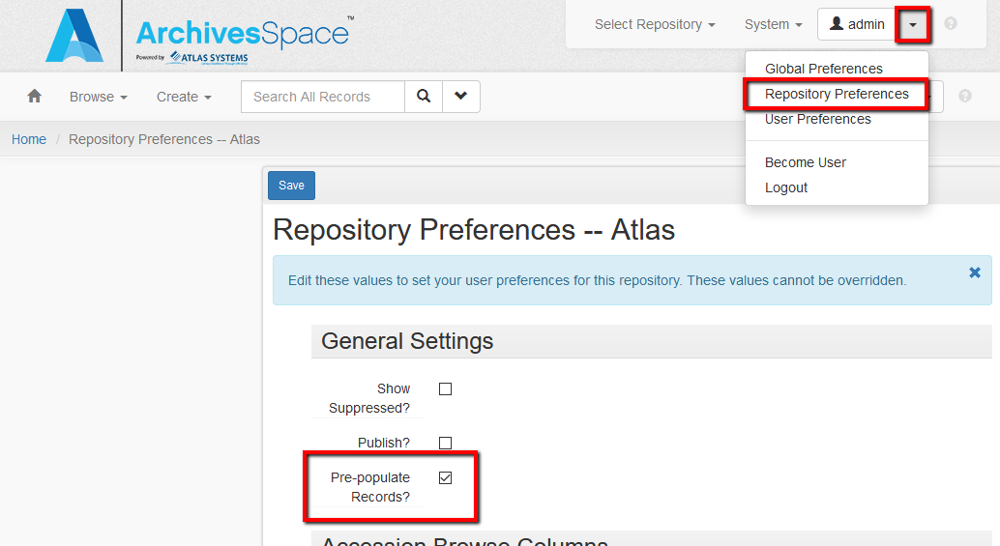 ArchivesSpace™
Powered by ATLAS SYSTEMS
Select Repository
System
admin
Global Preferences
Repository Preferences
User Preferences
Become User
Logout
Browse
Create
Search All Records
Home / Repository Preferences -- Atlas
Save
Repository Preferences -- Atlas
Edit these values to set your user preferences for this repository. These values cannot be overridden.
General Settings
Show
Suppressed?
Publish?
Pre-populate
Records?
Accession Browse Columns